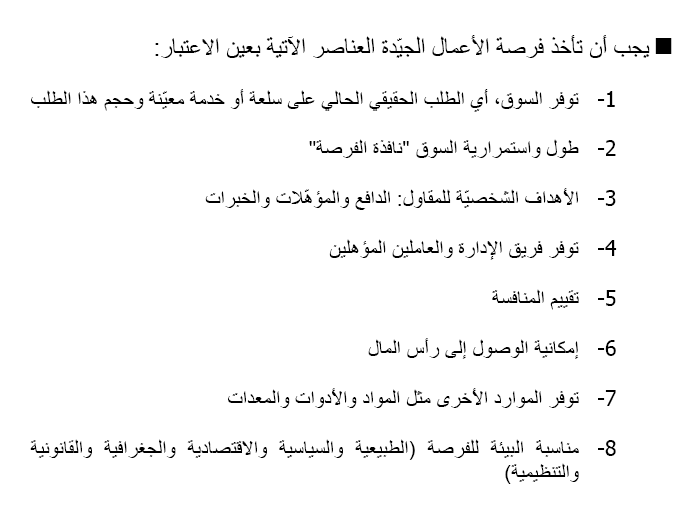 ■ يجب أن تأخذ فرصة الأعمال الجيّدة العناصر الآتية بعين الاعتبار:
1- توفر السوق، أي الطلب الحقيقي الحالي على سلعة أو خدمة معيّنة وحجم هذا الطلب
2- طول واستمرارية السوق "نافذة الفرصة"
3- الأهداف الشخصيّة للمقاول: الدافع والمؤهّلات والخبرات
4- توفر فريق الإدارة والعاملين المؤهلين
5- تقييم المنافسة
6- إمكانية الوصول إلى رأس المال
7- توفر الموارد الأخرى مثل المواد والأدوات والمعدات
8- مناسبة البيئة للفرصة (الطبيعية والسياسية والاقتصادية والجغرافية والقانونية
والتنظيمية)